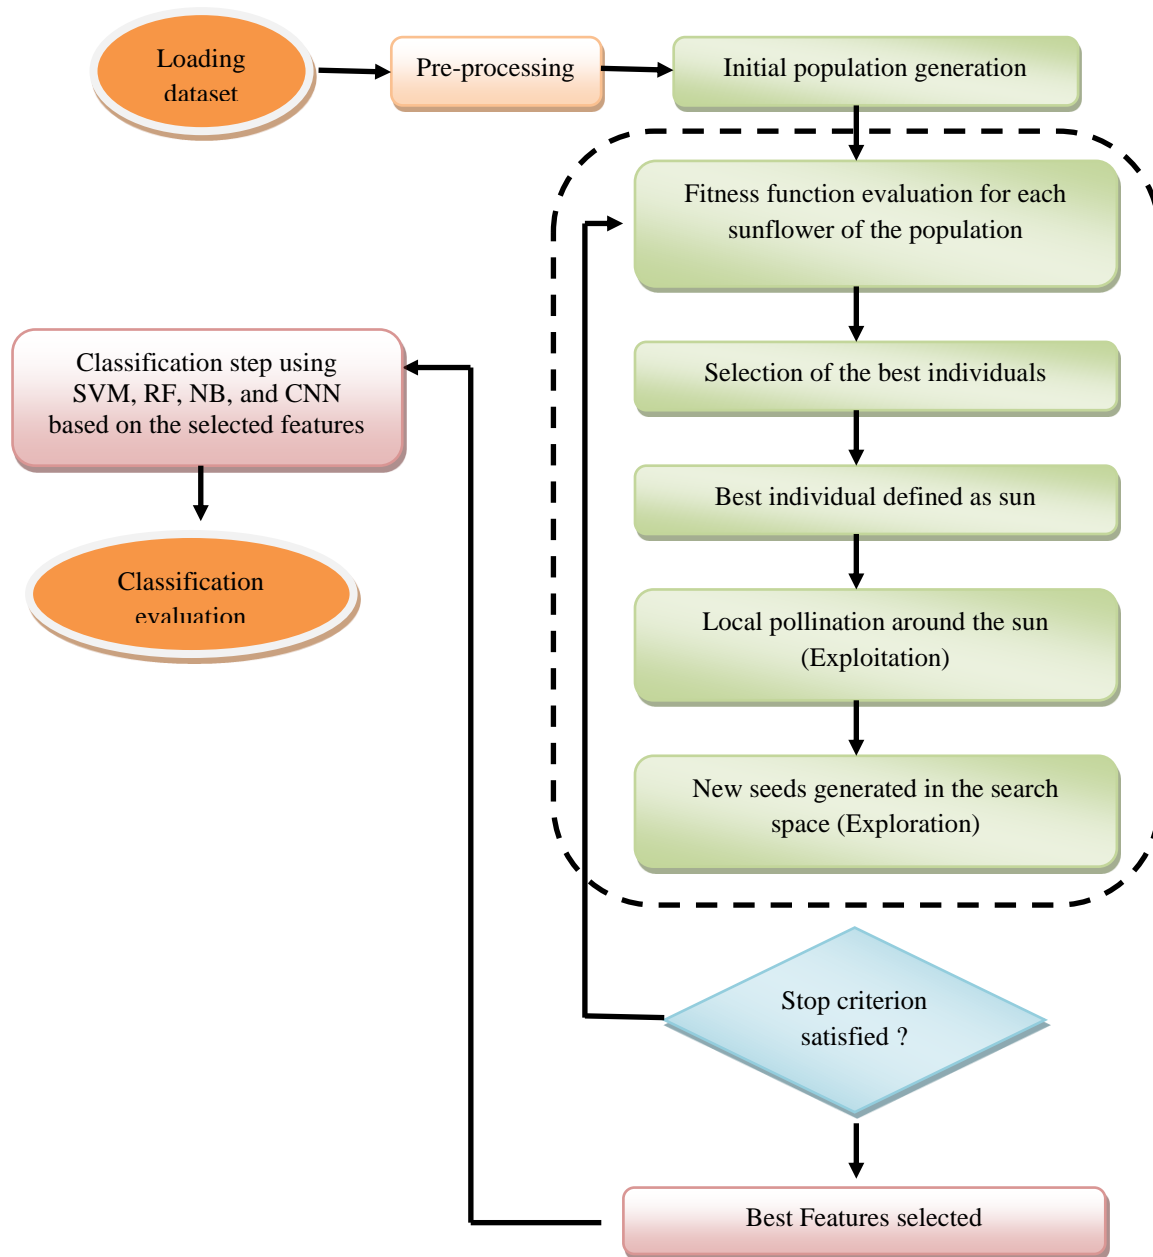 Loading
dataset
Pre-processing
Initial population generation
Fitness function evaluation for each
sunflower of the population
Selection of the best individuals
Best individual defined as sun
Local pollination around the sun
(Exploitation)
New seeds generated in the search
space (Exploration)
Stop criterion
satisfied ?
Best Features selected
Classification step using
SVM, RF, NB, and CNN
based on the selected features
Classification
evaluation